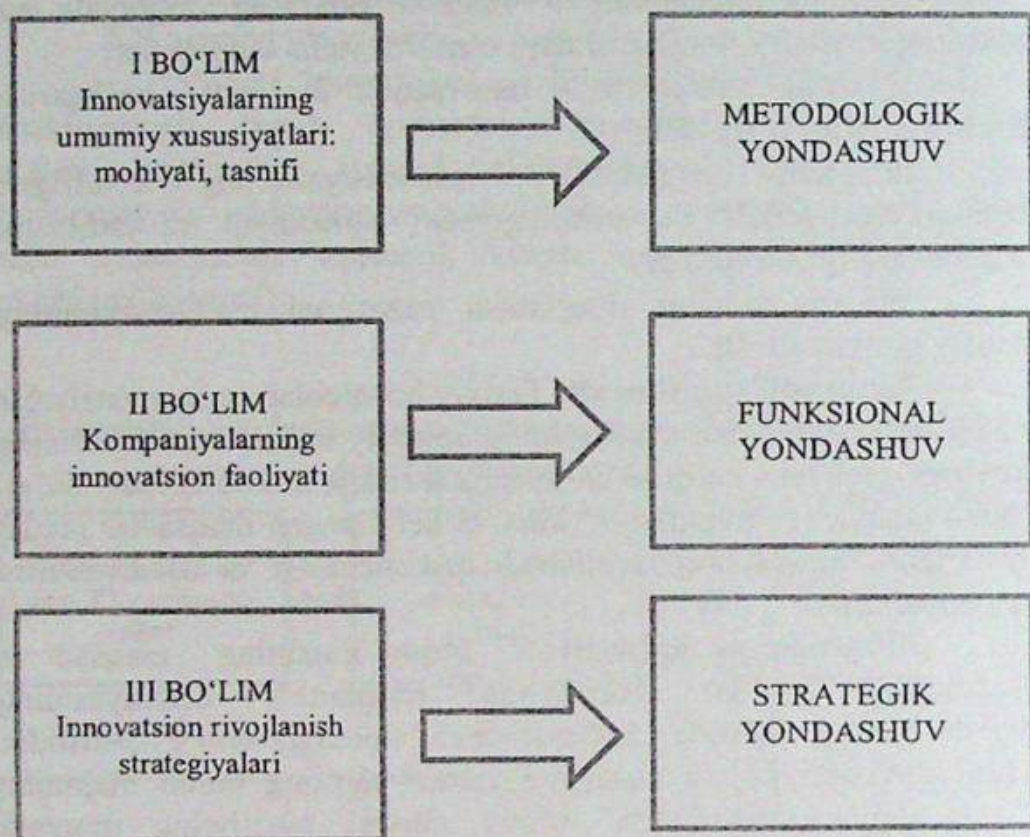 I BO‘LIM
Innovatsiyalarning
umumiy xususiyatlari:
mohiyati, tasnifi
METODOLOGIK
YONDASHUV
II BO‘LIM
Kompaniyalarning
innovatsion faoliyati
FUNKSIONAL
YONDASHUV
III BO‘LIM
Innovatsion rivojlanish
strategiyalari
STRATEGIK
YONDASHUV